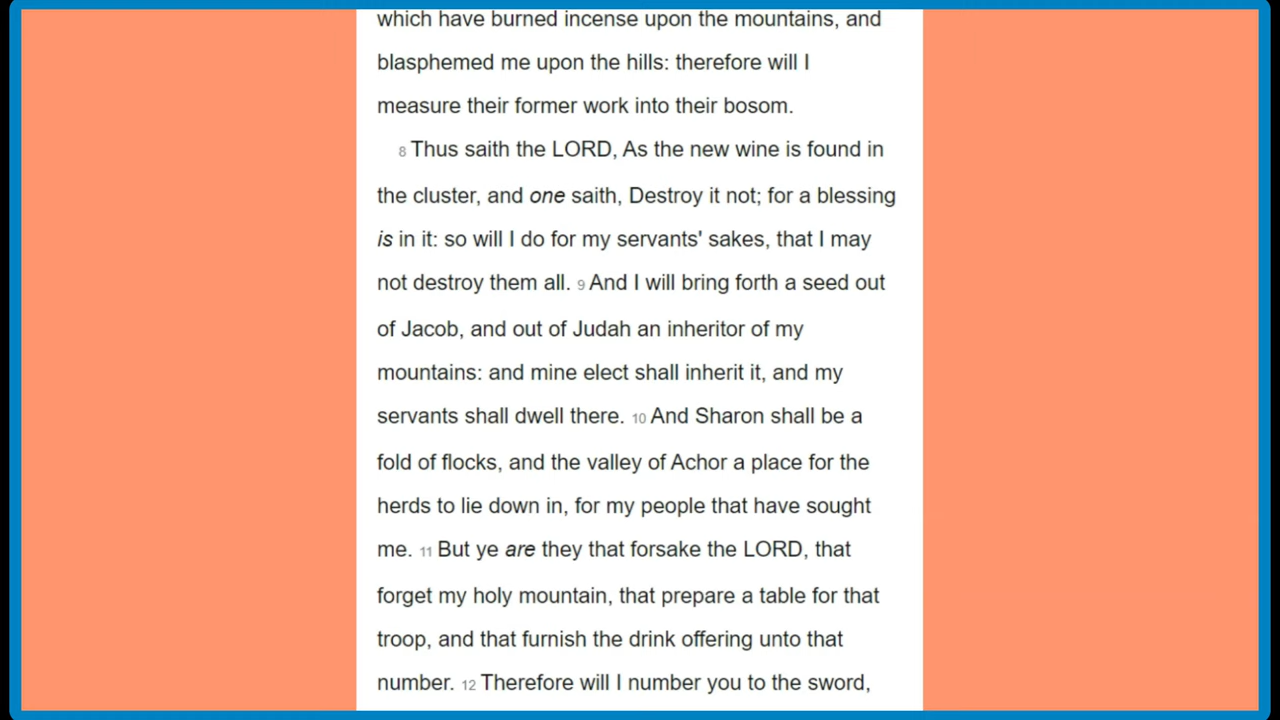 which have burned incense upon the mountains, and
blasphemed me upon the hills: therefore will I
measure their former work into their bosom.
8 Thus saith the LORD, As the new wine is found in
the cluster, and one saith, Destroy it not; for a blessing
is in it: so will I do for my servants' sakes, that I may
not destroy them all. 9 And I will bring forth a seed out
of Jacob, and out of Judah an inheritor of my
mountains: and mine elect shall inherit it, and my
servants shall dwell there. 10 And Sharon shall be a
fold of flocks, and the valley of Achor a place for the
herds to lie down in, for my people that have sought
me. 11 But ye are they that forsake the LORD, that
forget my holy mountain, that prepare a table for that
troop, and that furnish the drink offering unto that
number. 12 Therefore will I number you to the sword,